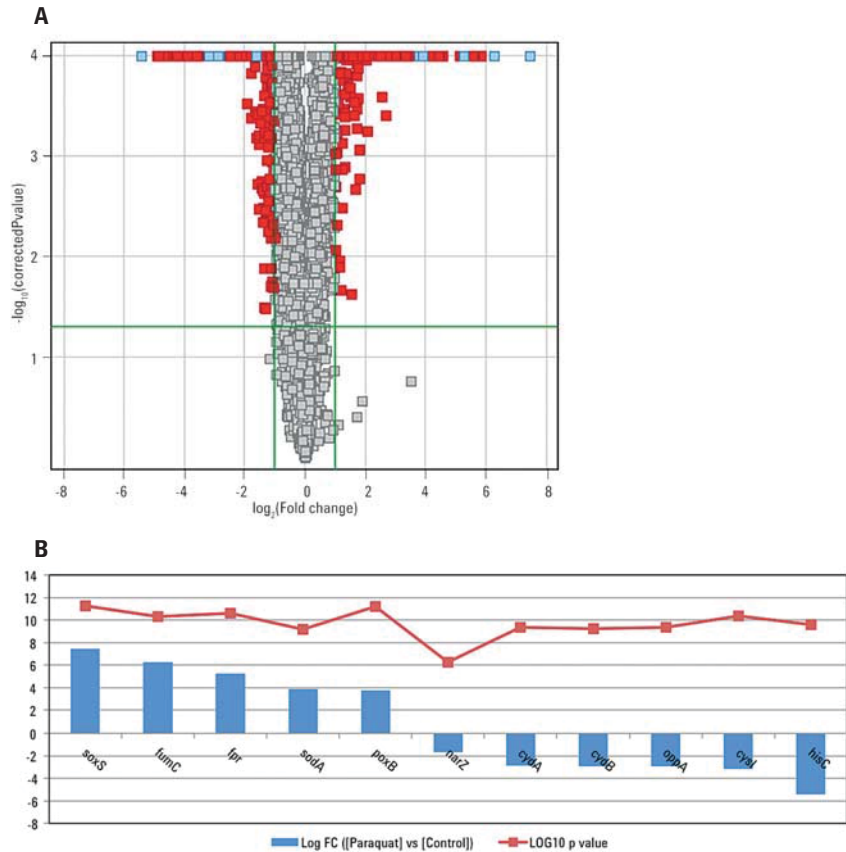 A
4
3
2
1
-log10(correctedPvalue)
-8 -6 -4 -2 0 2 4 6 8
log2(Fold change)
B
14
12
10
8
6
4
2
0
-2
-4
-6
-8
soxS fumC fpr sodA poxB narZ cydA cydB oppA cysI hisC
Log FC ([Paraquat] vs [Control]) LOG10 p value